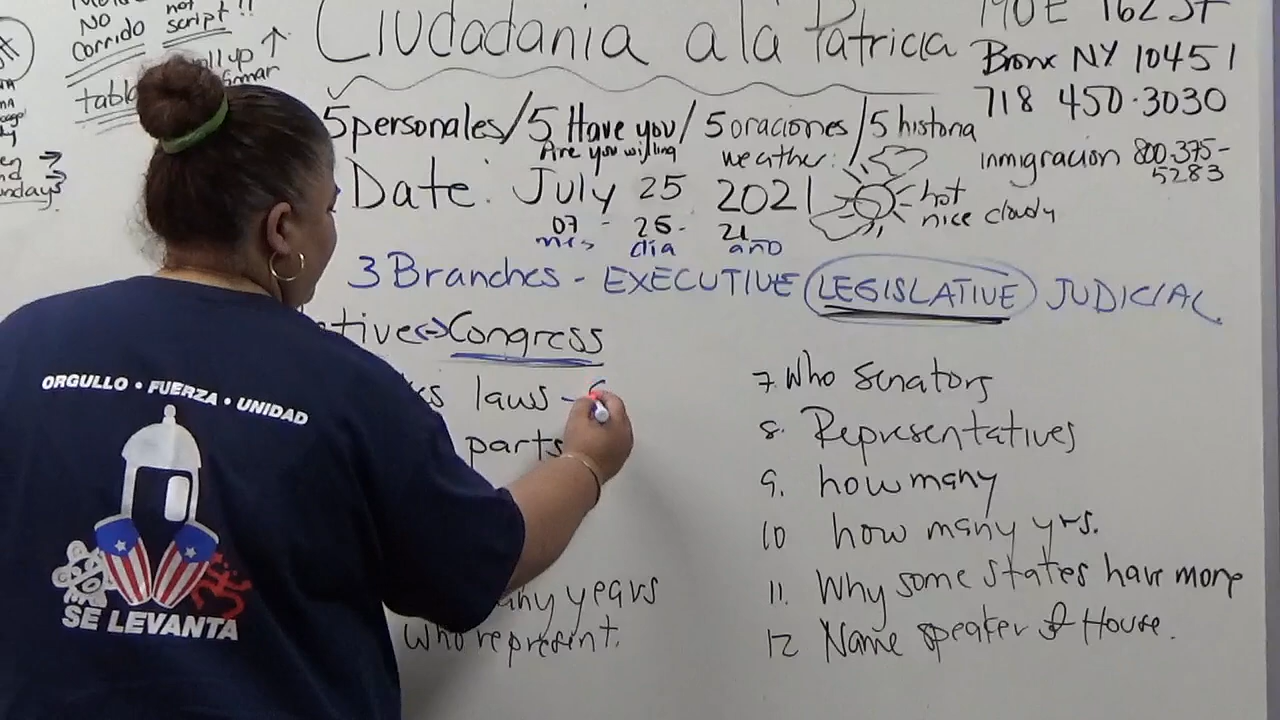 not
No script!!
Corrido
Ciudadania a la Patricia
190 E 162 ST
Bronx NY 10451
718 450-3030
5 personales/5 Have you/5 oraciones/5 historia
Are you willing weather:
inmigracion 800-375-
5283
Date: July 25 2021 hot
nice cloudy
07 - 25 - 21
mes dia año
3 Branches - EXECUTIVE LEGISLATIVE JUDICIAL
Congress
laws -
parts
years
who represent.
7 Who Senators
8. Representatives
9. how many
10 how many yrs.
11. Why some states have more
12 Name speaker of House.
ORGULLO • FUERZA • UNIDAD
SE LEVANTA